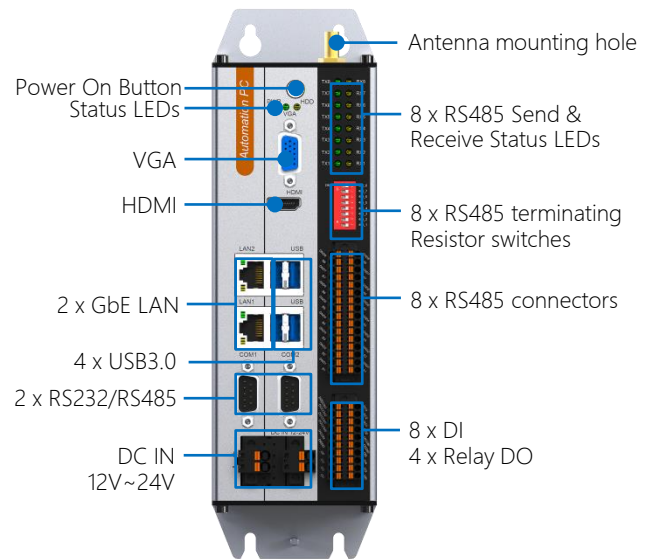 Antenna mounting hole
Power On Button
Status LEDs
VGA
HDMI
2 x GbE LAN
4 x USB3.0
2 x RS232/RS485
DC IN
12V~24V
8 x RS485 Send &
Receive Status LEDs
8 x RS485 terminating
Resistor switches
8 x RS485 connectors
8 x DI
4 x Relay DO
Automation PC
HDD
VGA
HDMI
LAN2
USB
LAN1
USB
COM1
COM2